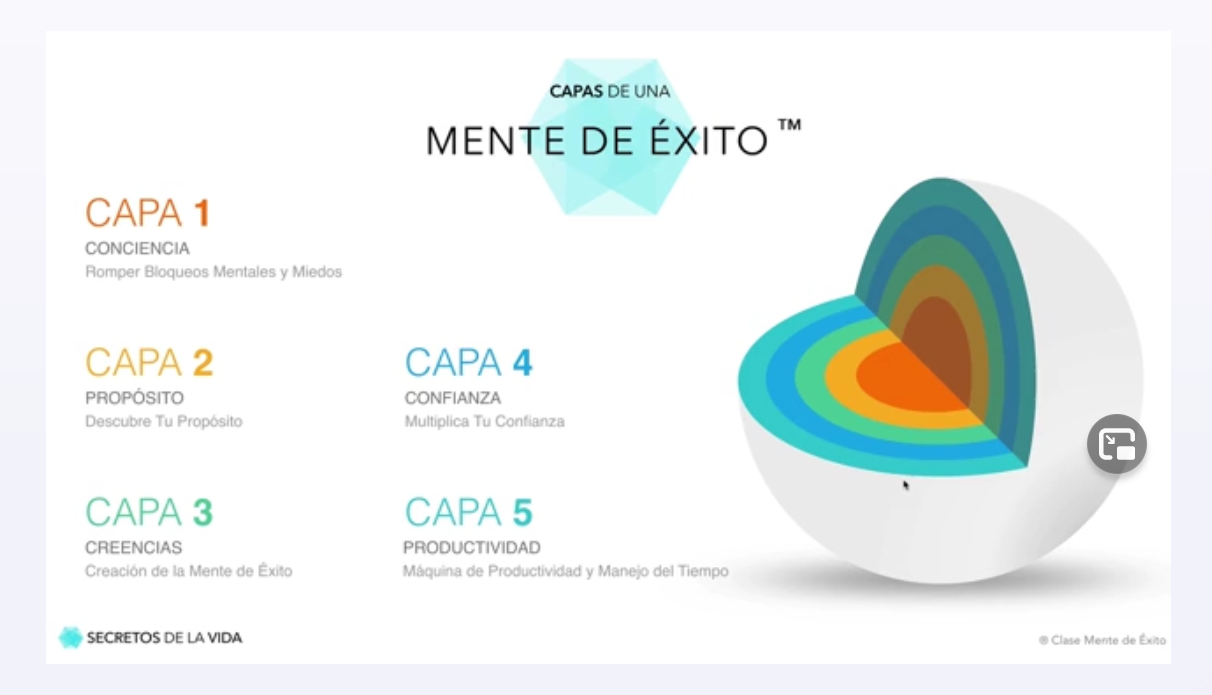 CAPAS DE UNA
MENTE DE ÉXITO™
CAPA 1
CONCIENCIA
Romper Bloqueos Mentales y Miedos
CAPA 2
PROPÓSITO
Descubre Tu Propósito
CAPA 3
CREENCIAS
Creación de la Mente de Éxito
CAPA 4
CONFIANZA
Multiplica Tu Confianza
CAPA 5
PRODUCTIVIDAD
Máquina de Productividad y Manejo del Tiempo
SECRETOS DE LA VIDA
® Clase Mente de Éxito